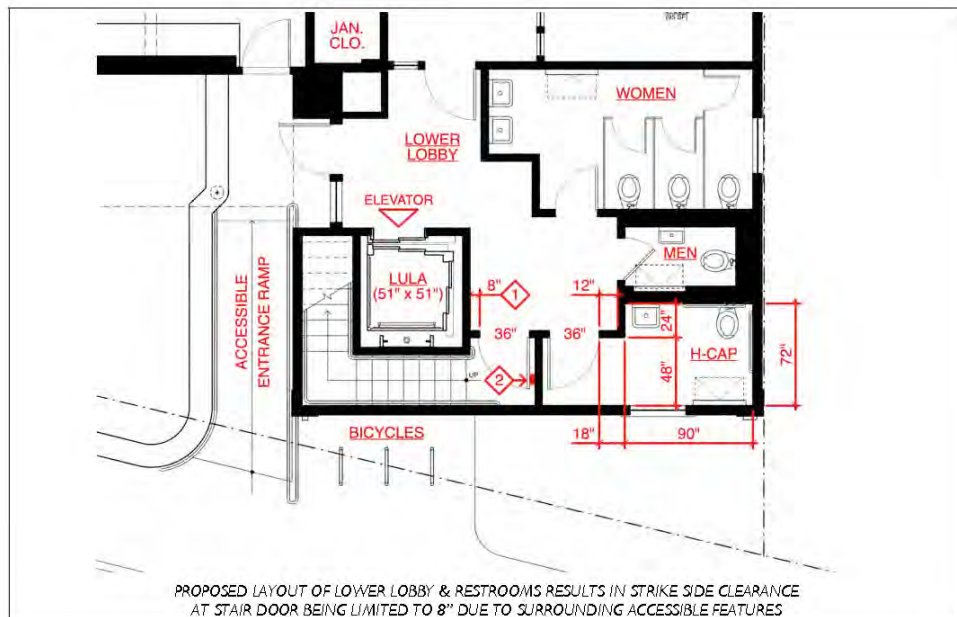 JAN.
CLO.
WOMEN
LOWER
LOBBY
ELEVATOR
MEN
LULA
(51" x 51")
8"
1
12"
36"
36"
24"
H-CAP
72"
48"
ACCESSIBLE
ENTRANCE RAMP
UP
2
BICYCLES
18"
90"
PROPOSED LAYOUT OF LOWER LOBBY & RESTROOMS RESULTS IN STRIKE SIDE CLEARANCE
AT STAIR DOOR BEING LIMITED TO 8" DUE TO SURROUNDING ACCESSIBLE FEATURES